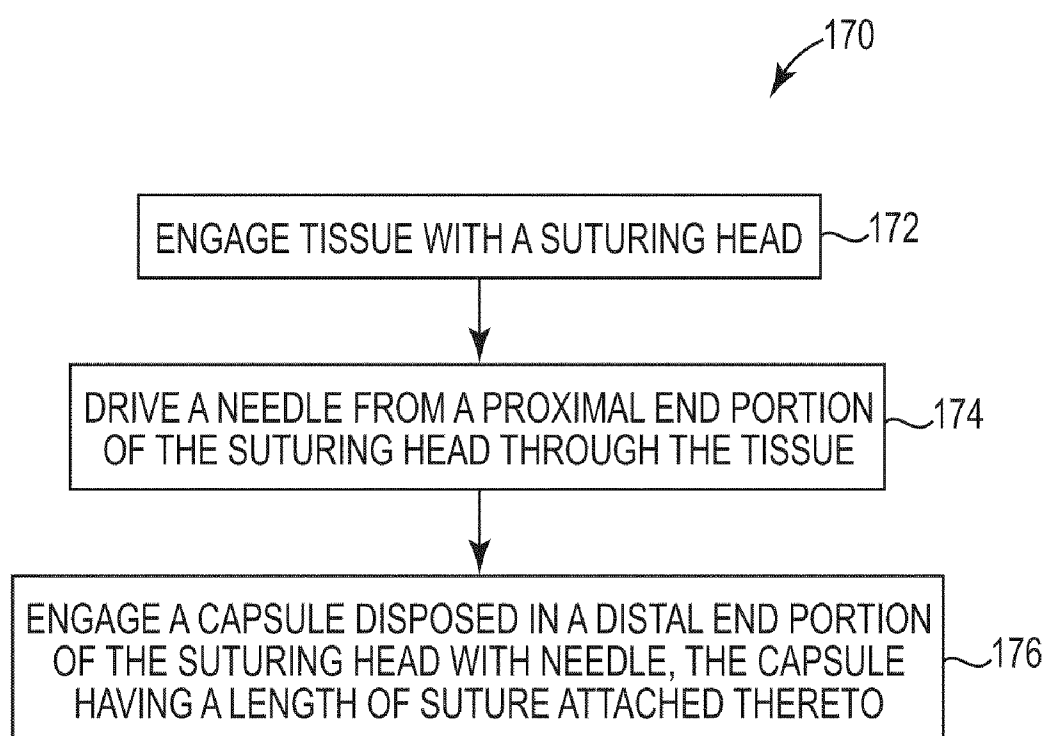 170
ENGAGE TISSUE WITH A SUTURING HEAD
172
DRIVE A NEEDLE FROM A PROXIMAL END PORTION
OF THE SUTURING HEAD THROUGH THE TISSUE
174
ENGAGE A CAPSULE DISPOSED IN A DISTAL END PORTION
OF THE SUTURING HEAD WITH NEEDLE, THE CAPSULE
HAVING A LENGTH OF SUTURE ATTACHED THERETO
176